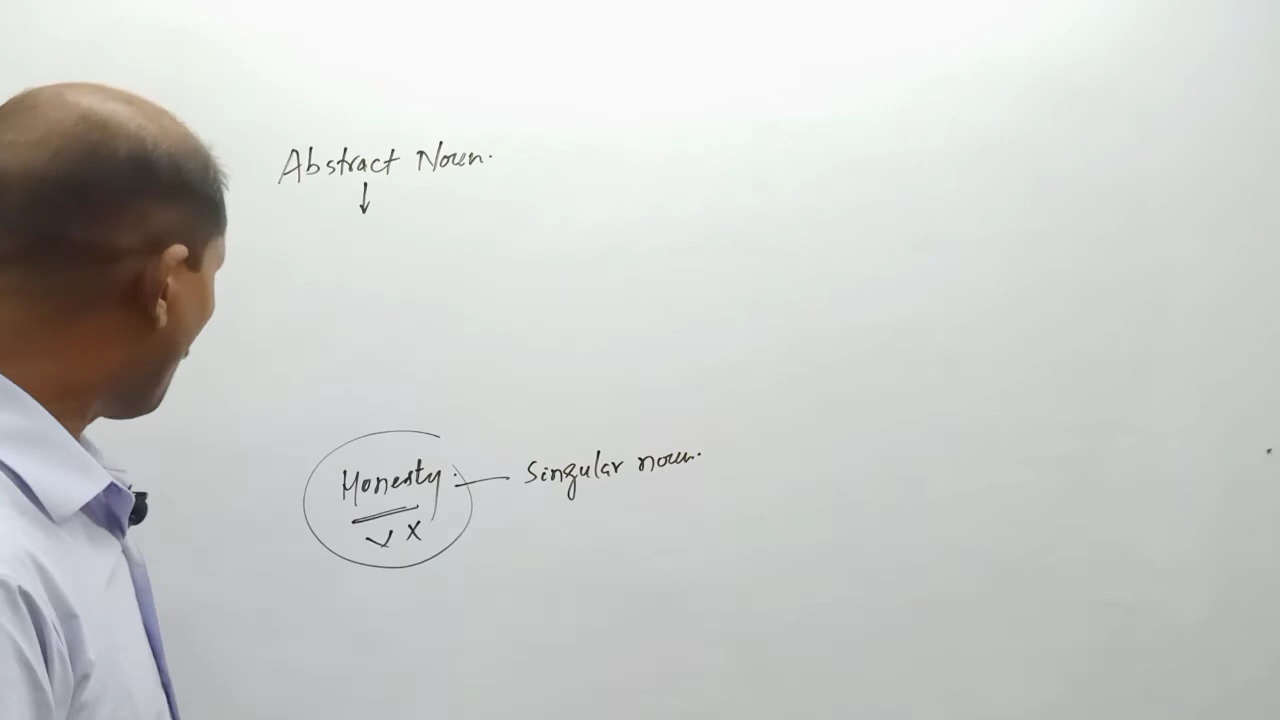 Abstract Noun.
↓
Honesty. — Singular noun.
✓ X